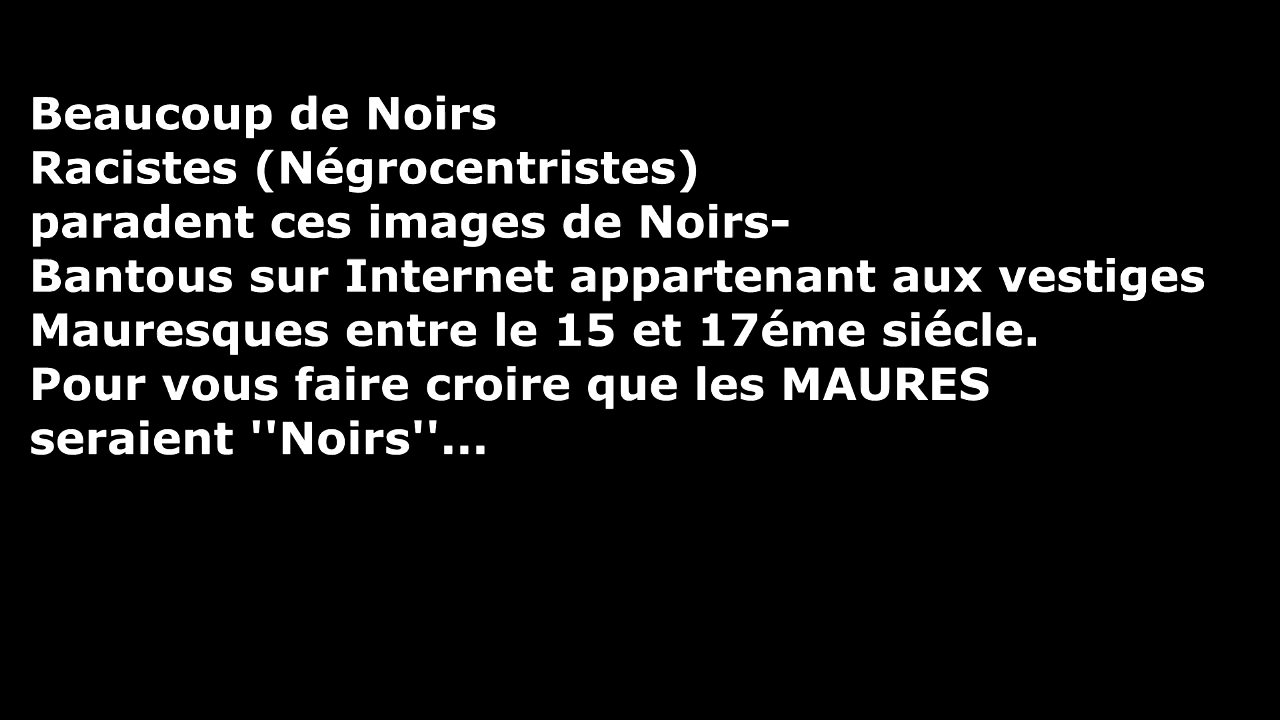 Beaucoup de Noirs
Racistes (Négrocentristes)
paradent ces images de Noirs-
Bantous sur Internet appartenant aux vestiges
Mauresques entre le 15 et 17éme siécle.
Pour vous faire croire que les MAURES
seraient ''Noirs''...